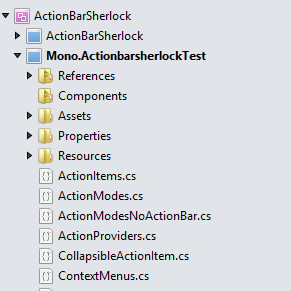 ActionBarSherlock
ActionBarSherlock
Mono.ActionbarsherlockTest
References
Components
Assets
Properties
Resources
ActionItems.cs
ActionModes.cs
ActionModesNoActionBar.cs
ActionProviders.cs
CollapsibleActionItem.cs
ContextMenus.cs